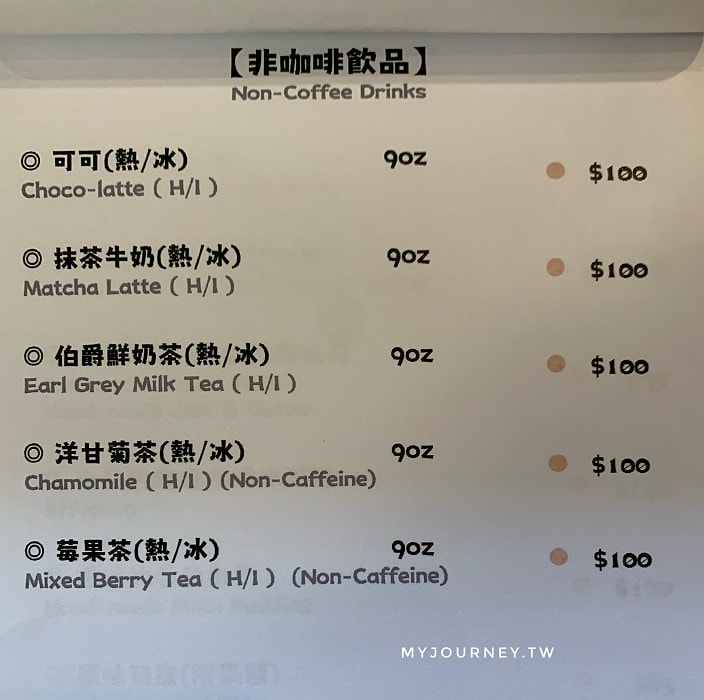 【非咖啡飲品】
Non-Coffee Drinks
◎ 可可(熱/冰) 9oz $100
Choco-latte ( H/I )
◎ 抹茶牛奶(熱/冰) 9oz $100
Matcha Latte ( H/I )
◎ 伯爵鮮奶茶(熱/冰) 9oz $100
Earl Grey Milk Tea ( H/I )
◎ 洋甘菊茶(熱/冰) 9oz $100
Chamomile ( H/I ) (Non-Caffeine)
◎ 莓果茶(熱/冰) 9oz $100
Mixed Berry Tea ( H/I ) (Non-Caffeine)
MYJOURNEY.TW